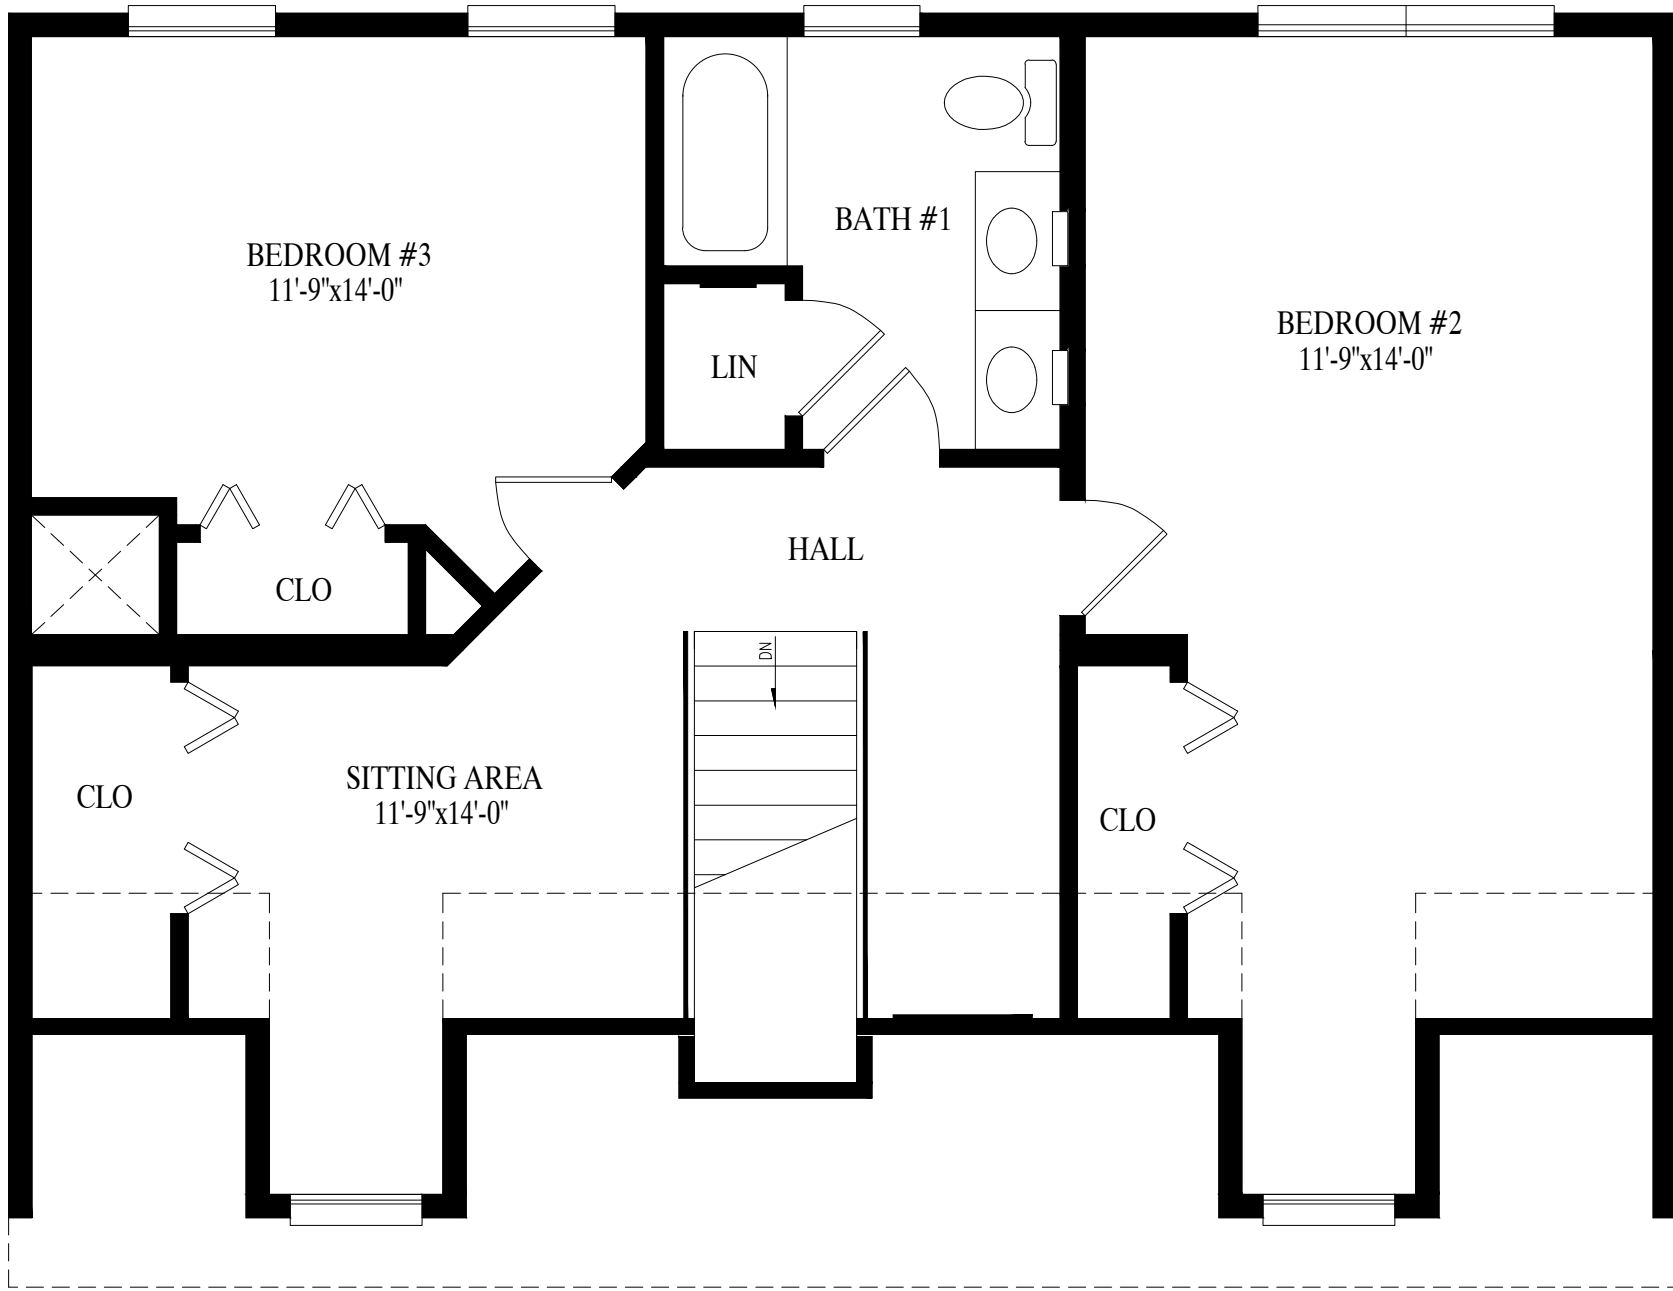 BATH #1
BEDROOM #3
11'-9"x14'-0"
BEDROOM #2
11'-9"x14'-0"
LIN
HALL
CLO
DN
SITTING AREA
11'-9"x14'-0"
CLO
CLO